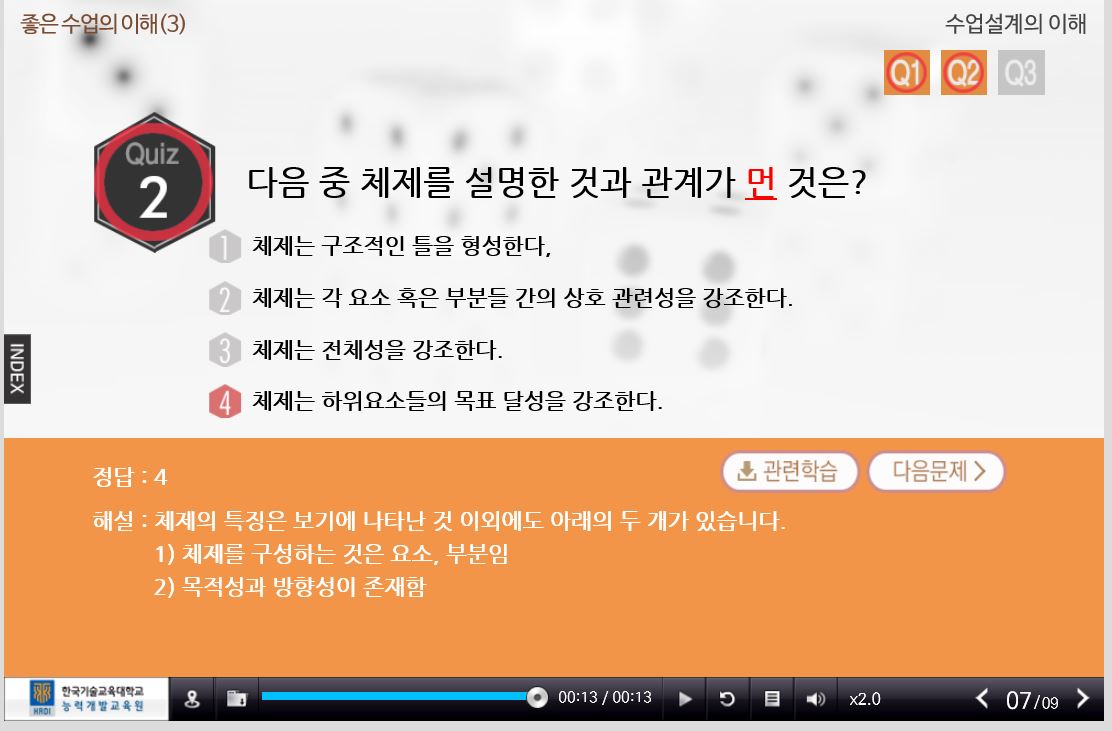 좋은 수업의 이해(3)
수업설계의 이해
Q1 Q2 Q3
Quiz
2
다음 중 체제를 설명한 것과 관계가 먼 것은?
1 체제는 구조적인 틀을 형성한다,
2 체제는 각 요소 혹은 부분들 간의 상호 관련성을 강조한다.
3 체제는 전체성을 강조한다.
4 체제는 하위요소들의 목표 달성을 강조한다.
INDEX
정답 : 4
관련학습
다음문제
해설 : 체제의 특징은 보기에 나타난 것 이외에도 아래의 두 개가 있습니다.
1) 체제를 구성하는 것은 요소, 부분임
2) 목적성과 방향성이 존재함
HRDI
한국기술교육대학교
능력개발교육원
00:13 / 00:13
x2.0
07/09